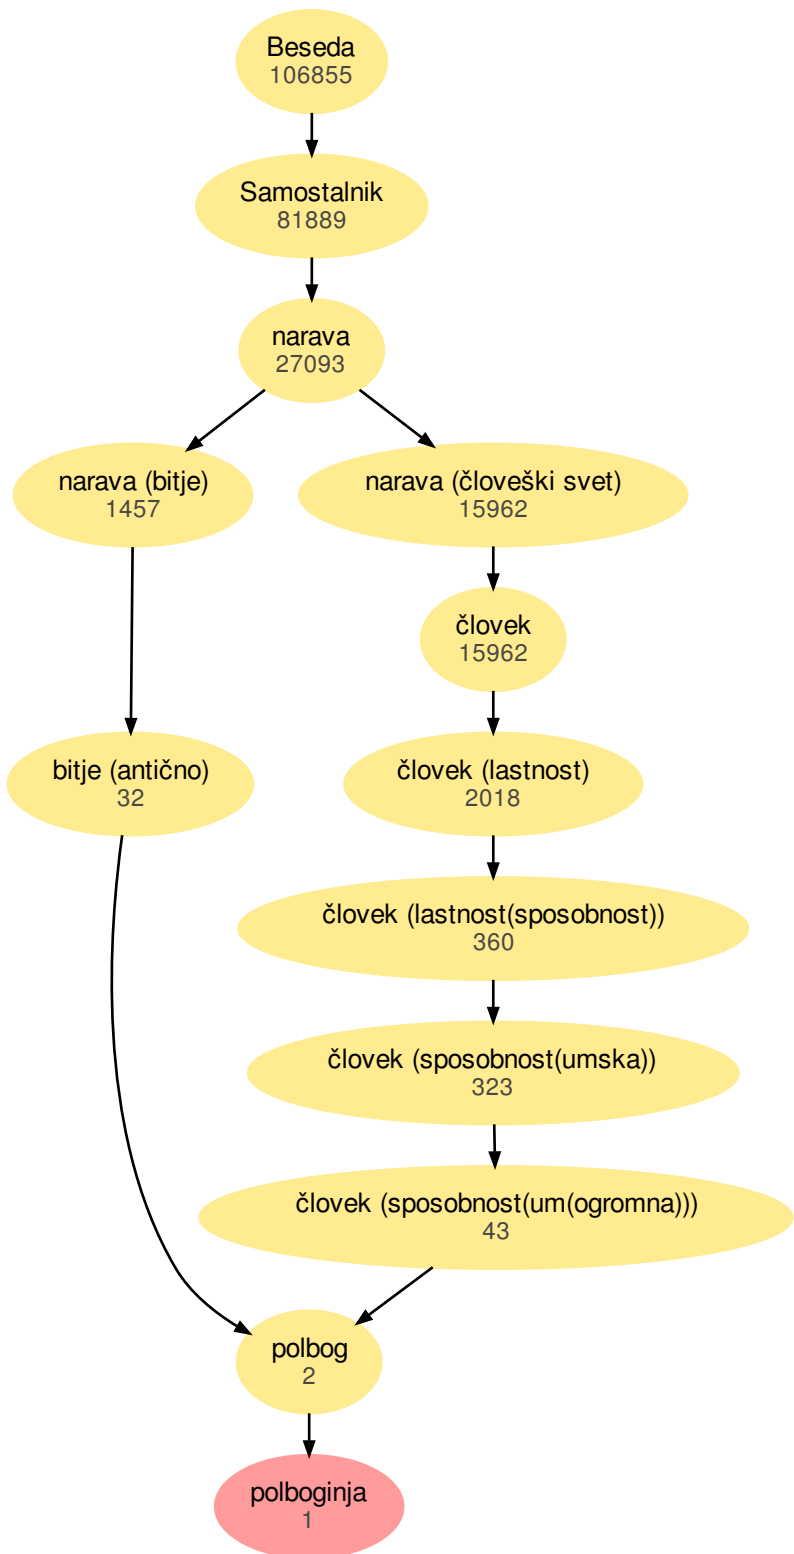 Beseda
106855
Samostalnik
81889
narava
27093
narava (bitje)
1457
narava (človeški svet)
15962
človek
15962
bitje (antično)
32
človek (lastnost)
2018
človek (lastnost(sposobnost))
360
človek (sposobnost(umska))
323
človek (sposobnost(um(ogromna)))
43
polbog
2
polboginja
1